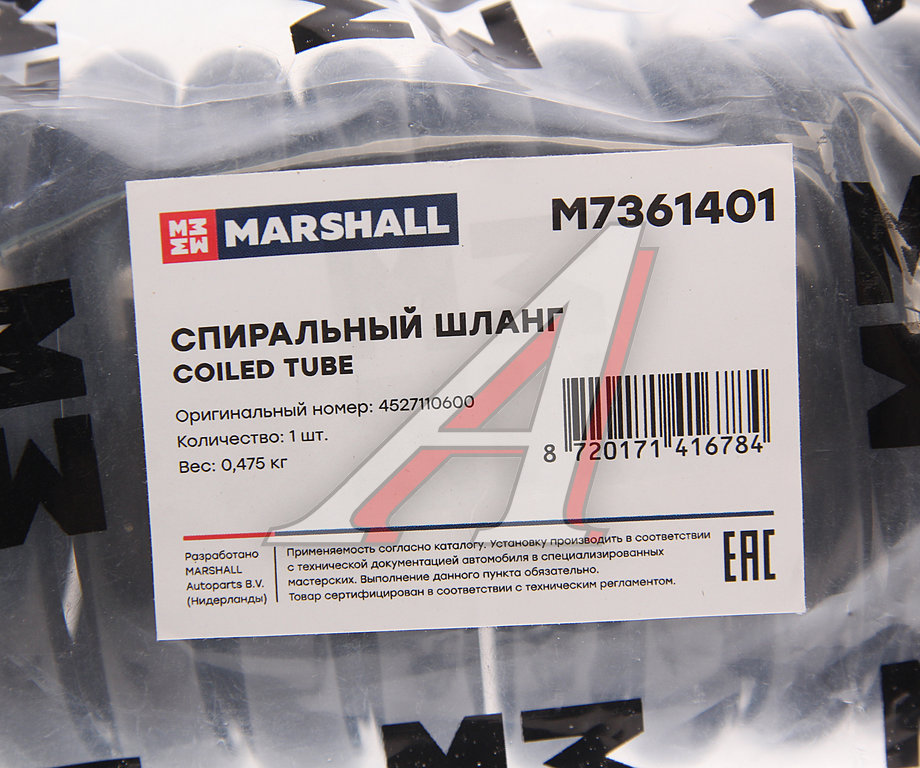 MARSHALL
M7361401
СПИРАЛЬНЫЙ ШЛАНГ
COILED TUBE
Оригинальный номер: 4527110600
Количество: 1 шт.
Вес: 0,475 кг
8 720171 416784
Разработано
MARSHALL
Autoparts B.V.
(Нидерланды)
Применяемость согласно каталогу. Установку производить в соответствии
с технической документацией автомобиля в специализированных
мастерских. Выполнение данного пункта обязательно.
Товар сертифицирован в соответствии с техническим регламентом.
EAC